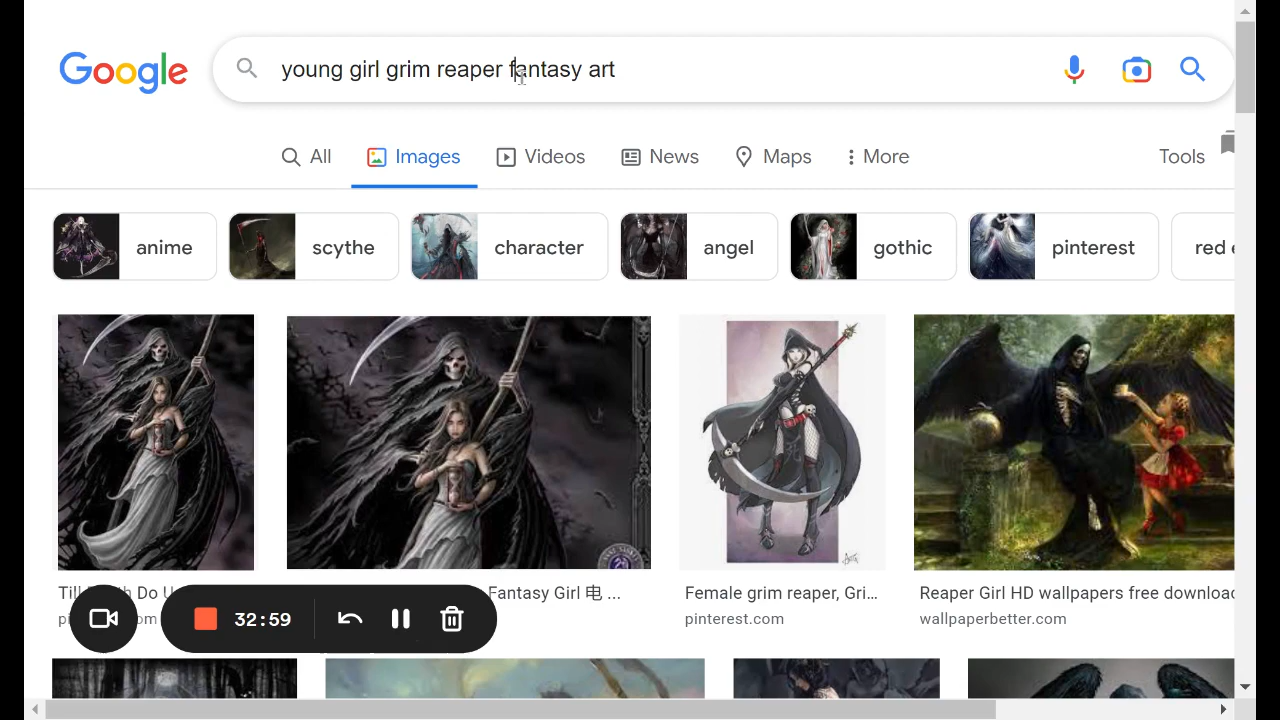 Google
young girl grim reaper fantasy art
All Images Videos News Maps More Tools
anime scythe character angel gothic pinterest red
Till Do Fantasy Girl 电 ... Female grim reaper, Gri... Reaper Girl HD wallpapers free download
pinterest.com wallpaperbetter.com
32:59